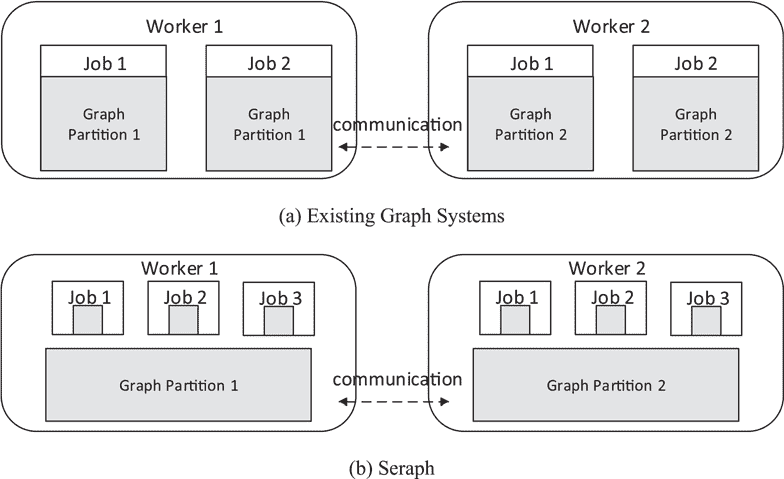 Worker 1
Job 1
Graph
Partition 1
Job 2
Graph
Partition 1
communication
Worker 2
Job 1
Graph
Partition 2
Job 2
Graph
Partition 2
(a) Existing Graph Systems
Worker 1
Job 1
Job 2
Job 3
Graph Partition 1
communication
Worker 2
Job 1
Job 2
Job 3
Graph Partition 2
(b) Seraph